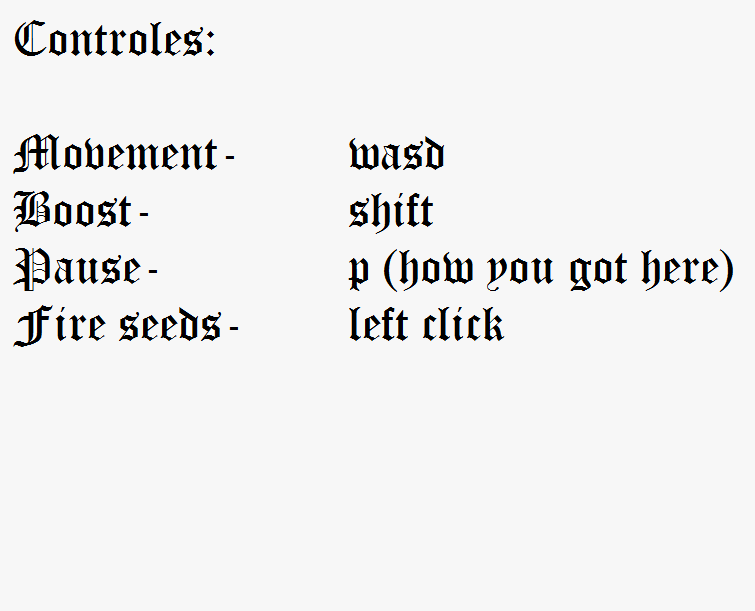 Controles:
Movement - wasd
Boost - shift
Pause - p (how you got here)
Fire seeds - left click